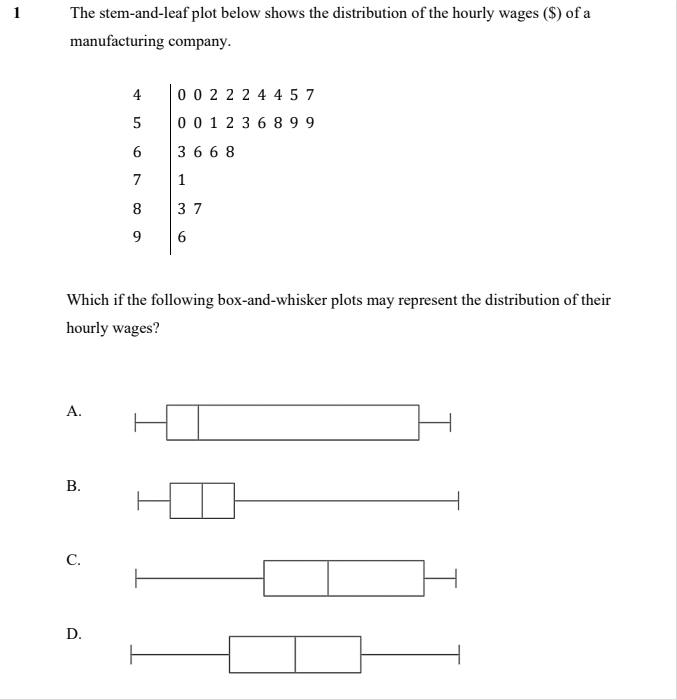 1 The stem-and-leaf plot below shows the distribution of the hourly wages ($) of a
manufacturing company.
4 0 0 2 2 2 4 4 5 7
5 0 0 1 2 3 6 8 9 9
6 3 6 6 8
7 1
8 3 7
9 6
Which if the following box-and-whisker plots may represent the distribution of their
hourly wages?
A.
B.
C.
D.